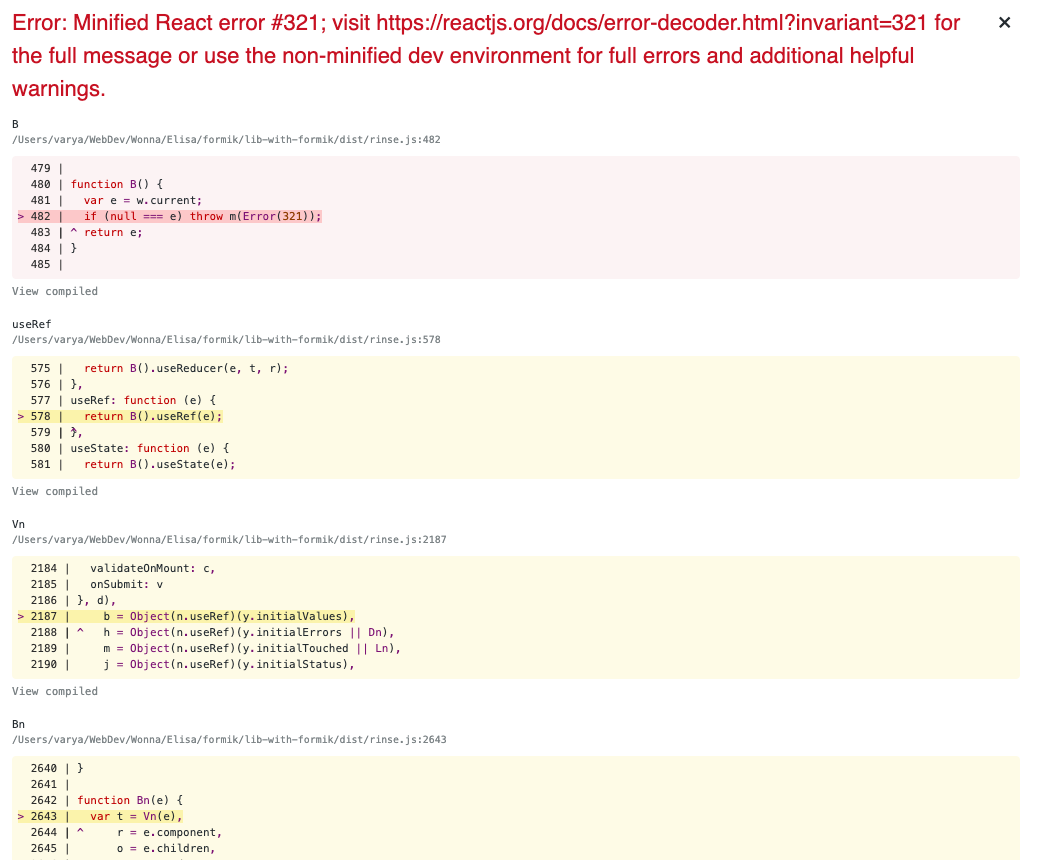 Error: Minified React error #321; visit https://reactjs.org/docs/error-decoder.html?invariant=321 for ×
the full message or use the non-minified dev environment for full errors and additional helpful
warnings.
B
/Users/varya/WebDev/Wonna/Elisa/formik/lib-with-formik/dist/rinse.js:482
479 |
480 | function B() {
481 |   var e = w.current;
> 482 |   if (null === e) throw m(Error(321));
483 | ^ return e;
484 | }
485 |
View compiled
useRef
/Users/varya/WebDev/Wonna/Elisa/formik/lib-with-formik/dist/rinse.js:578
575 |   return B().useReducer(e, t, r);
576 | },
577 | useRef: function (e) {
> 578 |   return B().useRef(e);
579 | },
580 | useState: function (e) {
581 |   return B().useState(e);
View compiled
Vn
/Users/varya/WebDev/Wonna/Elisa/formik/lib-with-formik/dist/rinse.js:2187
2184 |   validateOnMount: c,
2185 |   onSubmit: v
2186 | }, d),
> 2187 |     b = Object(n.useRef)(y.initialValues),
2188 | ^   h = Object(n.useRef)(y.initialErrors || Dn),
2189 |     m = Object(n.useRef)(y.initialTouched || Ln),
2190 |     j = Object(n.useRef)(y.initialStatus),
View compiled
Bn
/Users/varya/WebDev/Wonna/Elisa/formik/lib-with-formik/dist/rinse.js:2643
2640 | }
2641 |
2642 | function Bn(e) {
> 2643 |   var t = Vn(e),
2644 | ^     r = e.component,
2645 |       o = e.children,